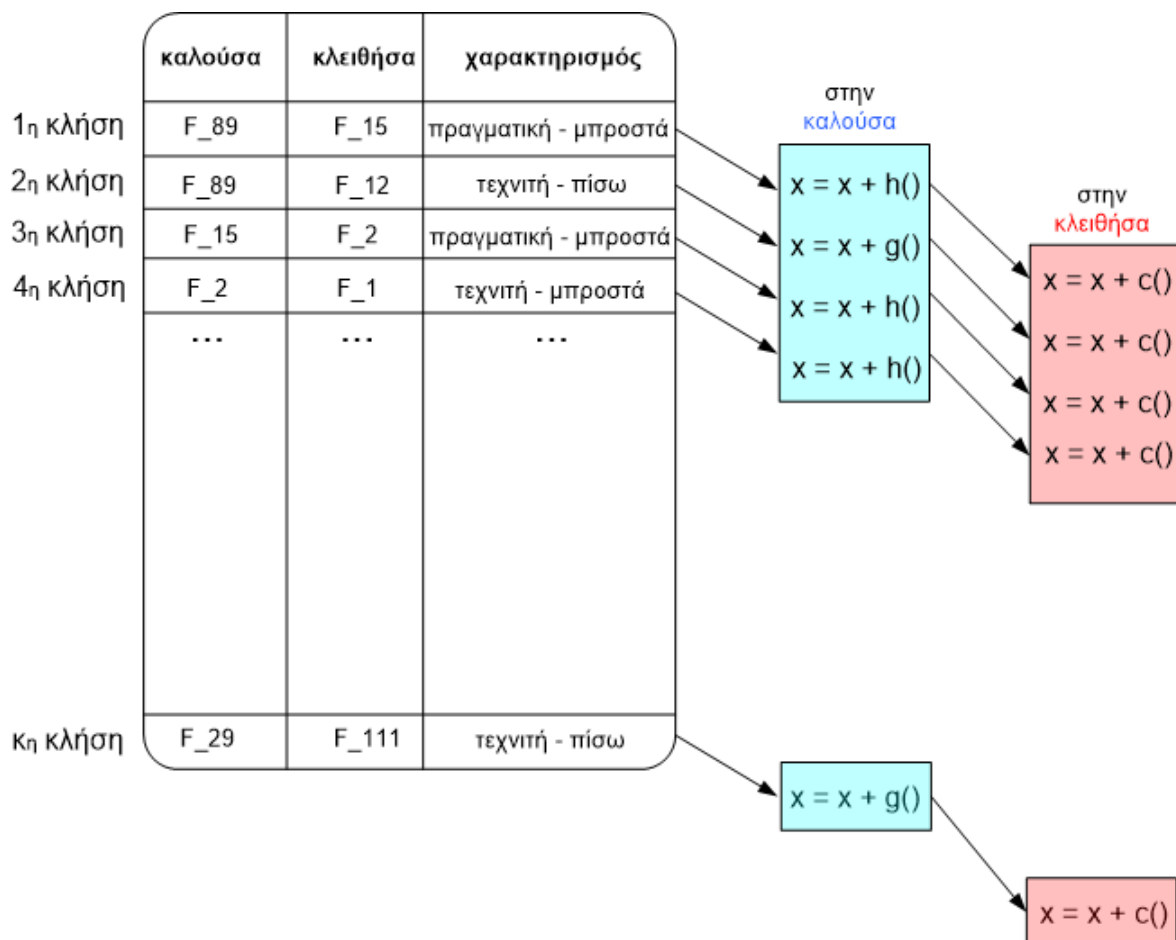 καλούσα κλειθήσα χαρακτηρισμός
1η κλήση F_89 F_15 πραγματική - μπροστά
2η κλήση F_89 F_12 τεχνιτή - πίσω
3η κλήση F_15 F_2 πραγματική - μπροστά
4η κλήση F_2 F_1 τεχνιτή - μπροστά
... ... ...
κη κλήση F_29 F_111 τεχνιτή - πίσω
στην
καλούσα
x = x + h()
x = x + g()
x = x + h()
x = x + h()
x = x + g()
στην
κλειθήσα
x = x + c()
x = x + c()
x = x + c()
x = x + c()
x = x + c()